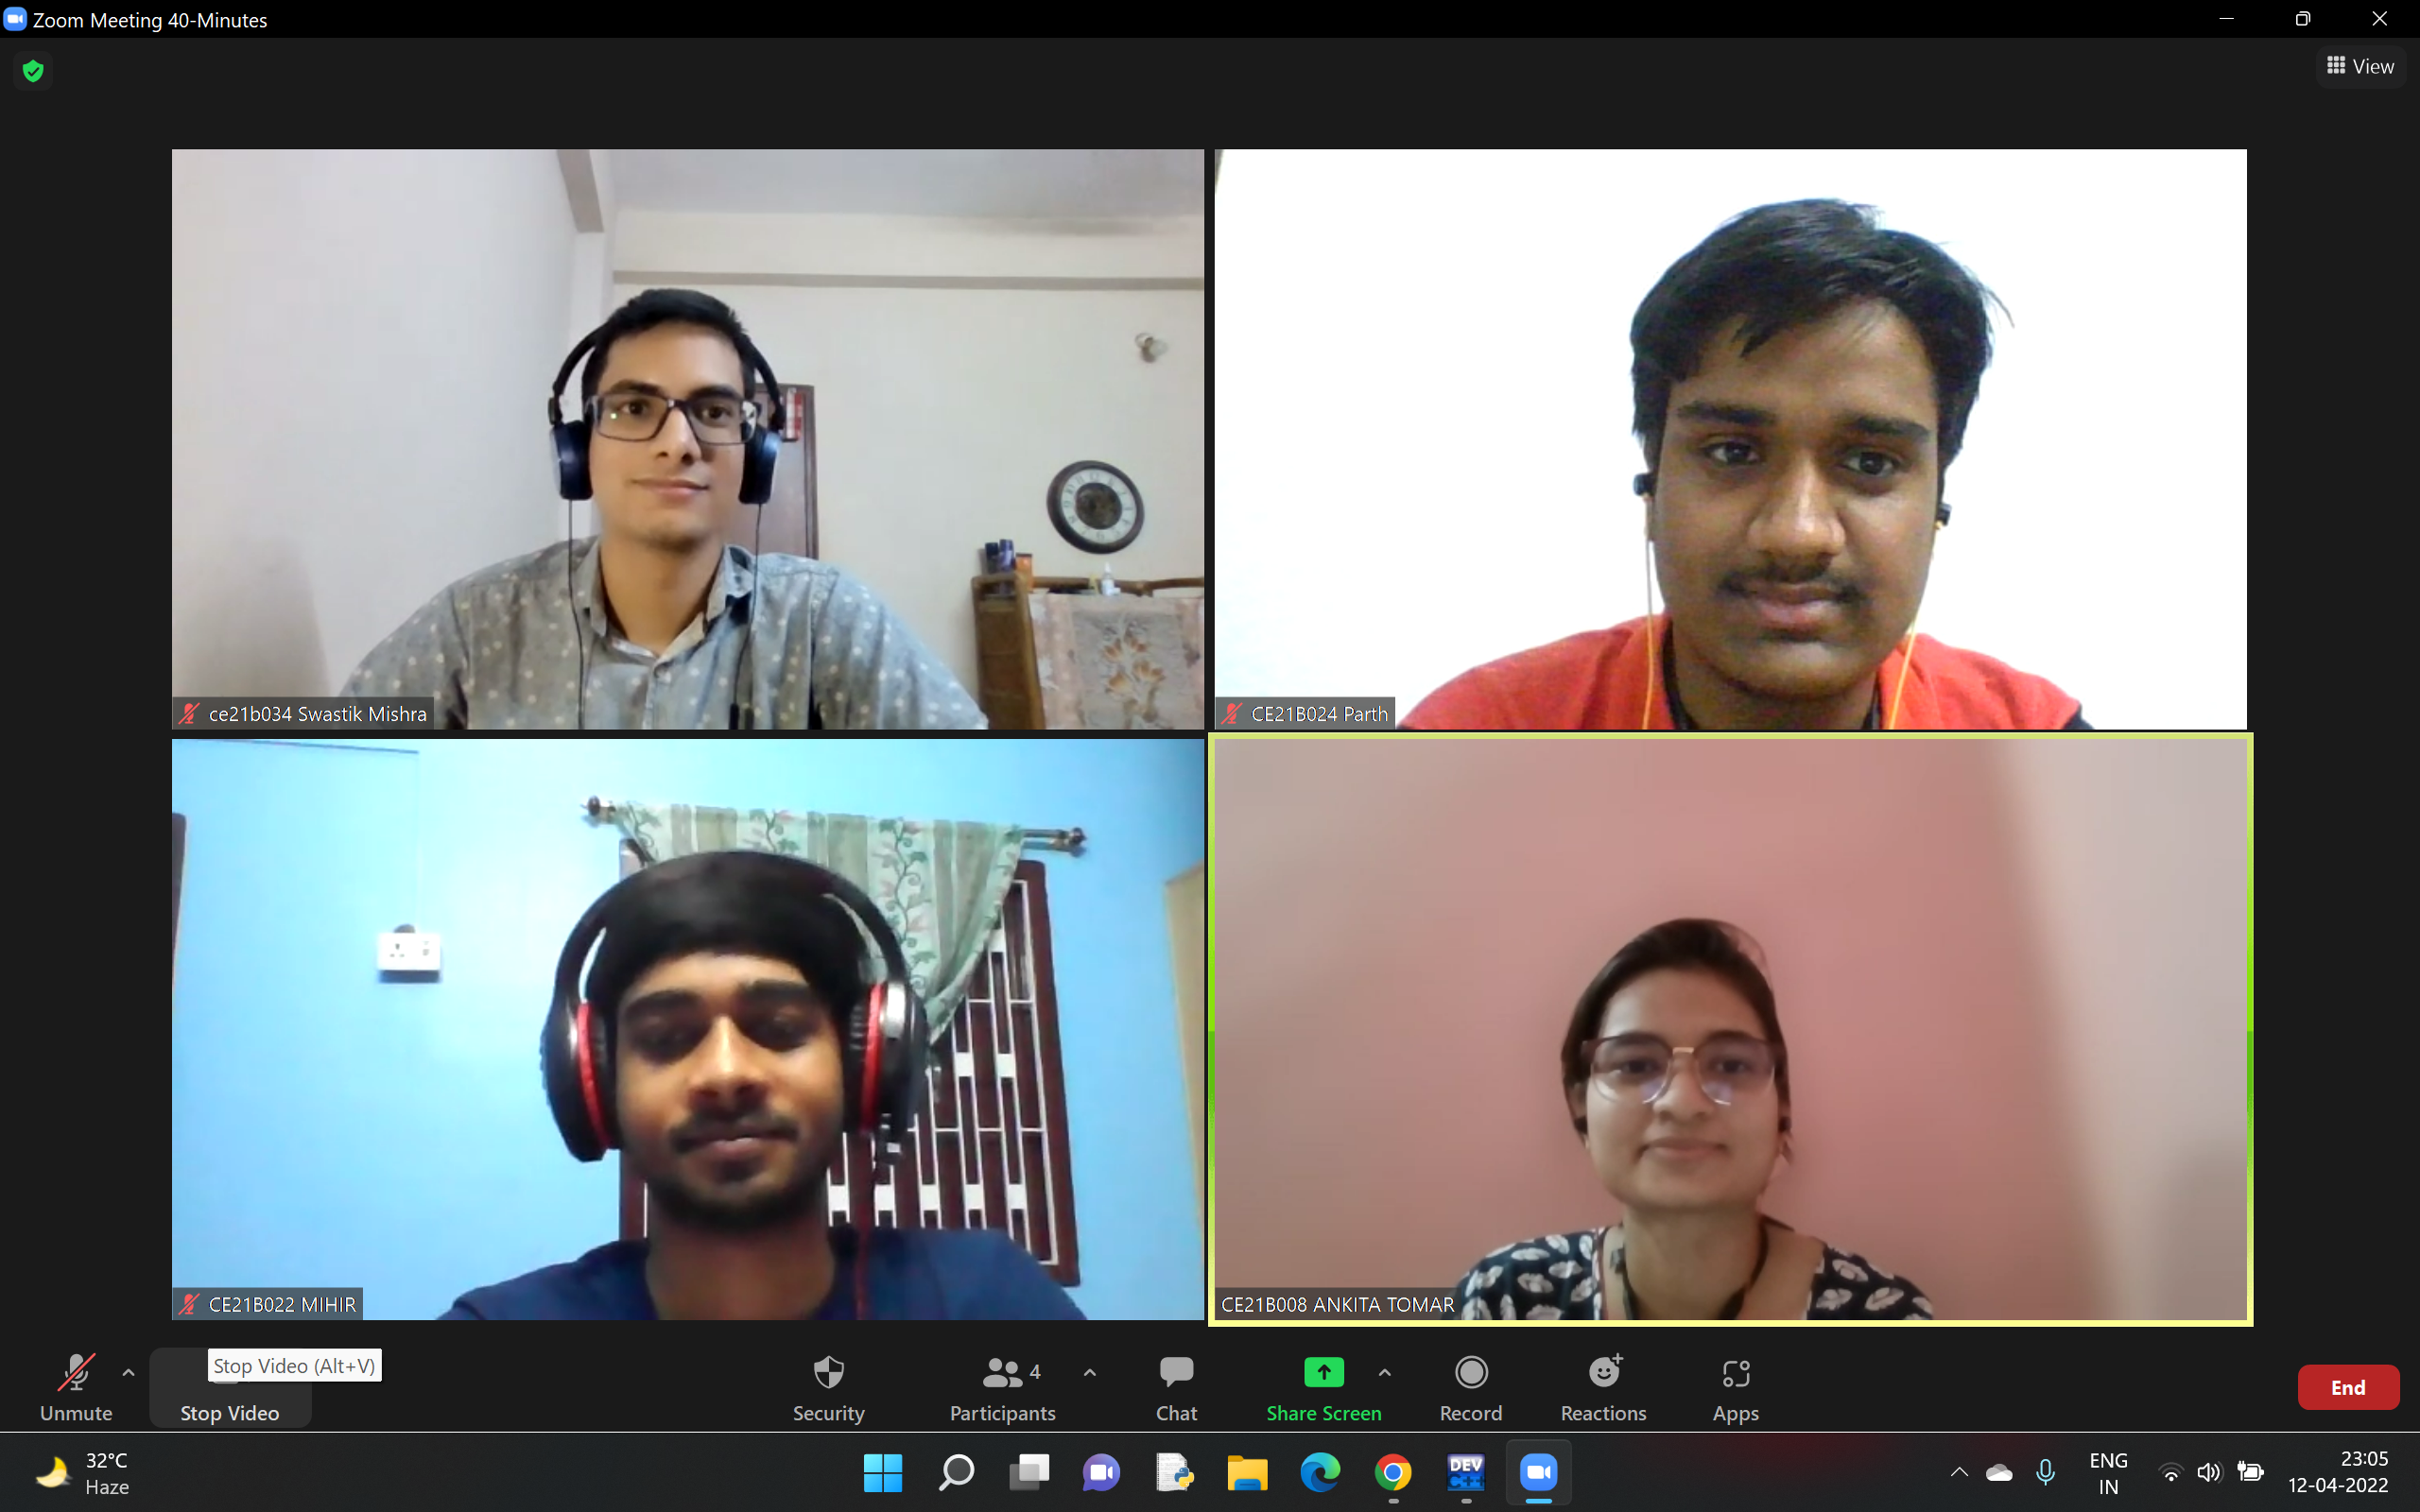 Zoom Meeting 40-Minutes
View
ce21b034 Swastik Mishra
CE21B024 Parth
CE21B022 MIHIR
CE21B008 ANKITA TOMAR
Stop Video (Alt+V)
4
Unmute
Stop Video
Security
Participants
Chat
Share Screen
Record
Reactions
Apps
End
32°C
Haze
DEV
C++
ENG
IN
23:05
12-04-2022